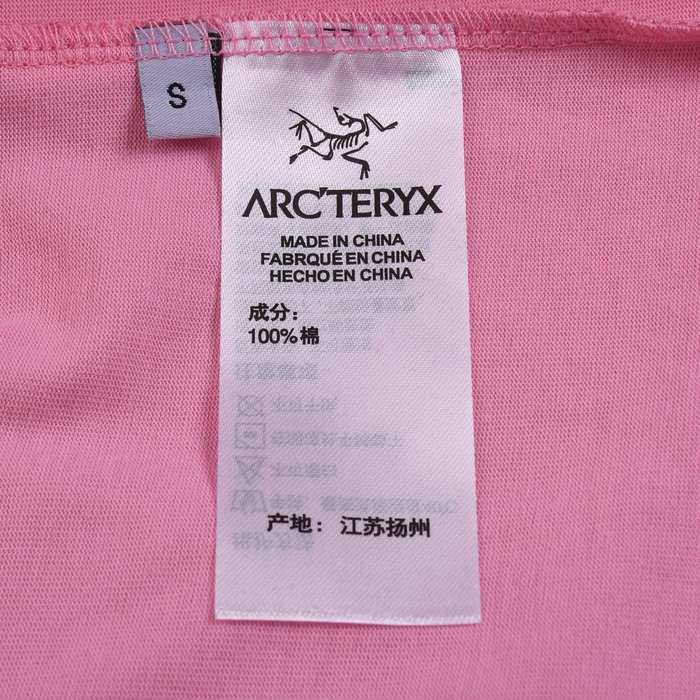 S
ARC'TERYX
MADE IN CHINA
FABRQUÉ EN CHINA
HECHO EN CHINA
成分：
100%棉
产地： 江苏扬州